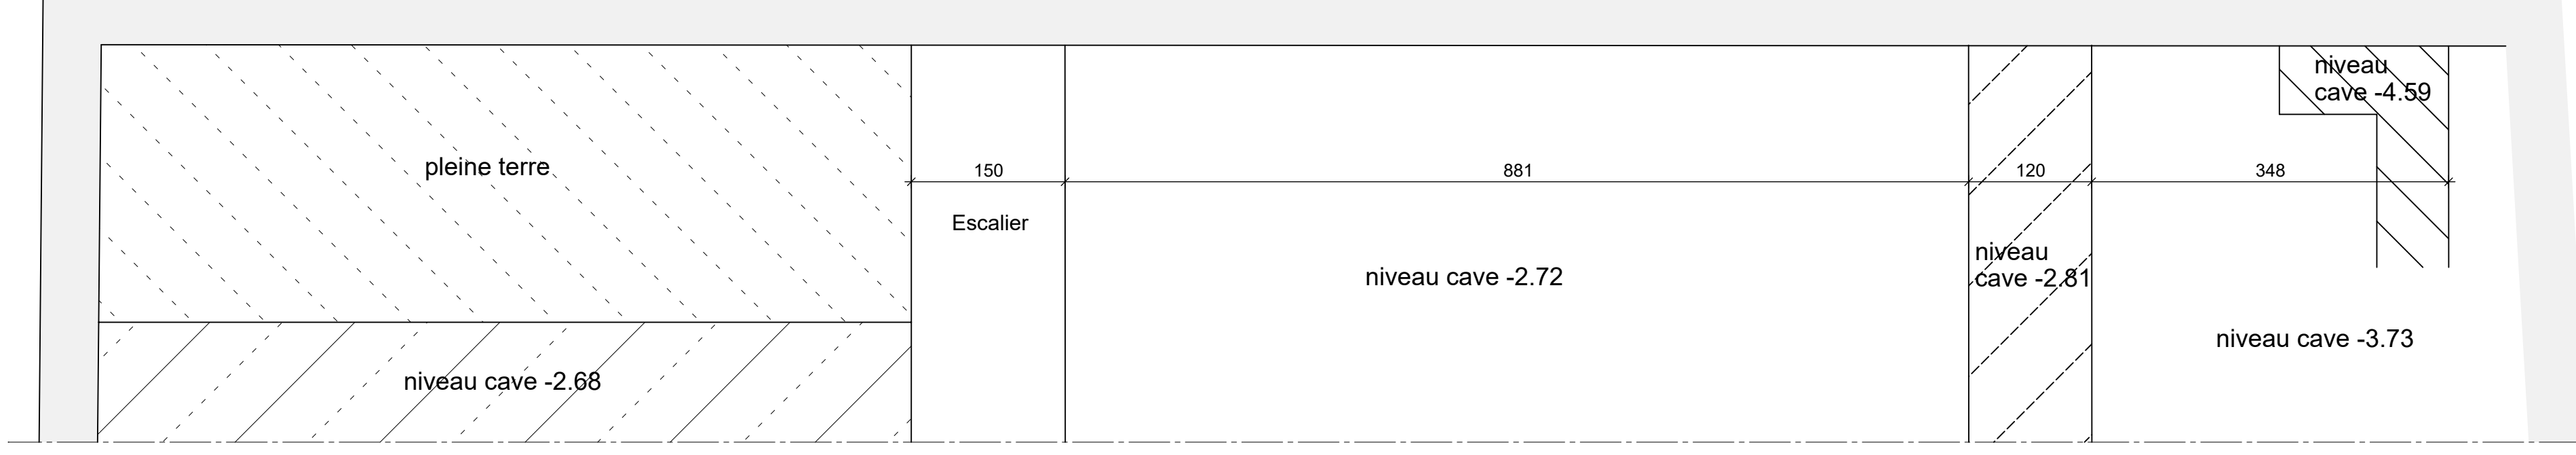 niveau
cave -4.59
pleine terre
150
881
120
348
Escalier
niveau
cave -2.81
niveau cave -2.72
niveau cave -3.73
niveau cave -2.68